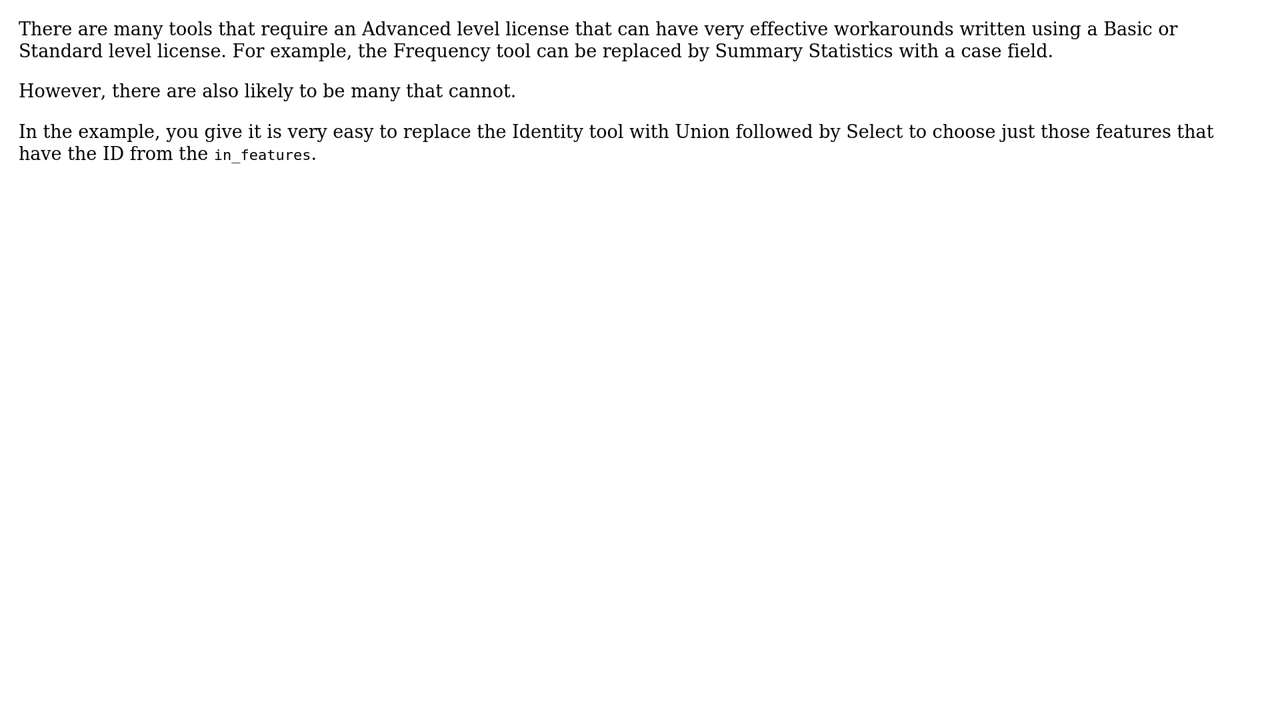 There are many tools that require an Advanced level license that can have very effective workarounds written using a Basic or
Standard level license. For example, the Frequency tool can be replaced by Summary Statistics with a case field.
However, there are also likely to be many that cannot.
In the example, you give it is very easy to replace the Identity tool with Union followed by Select to choose just those features that
have the ID from the in_features.